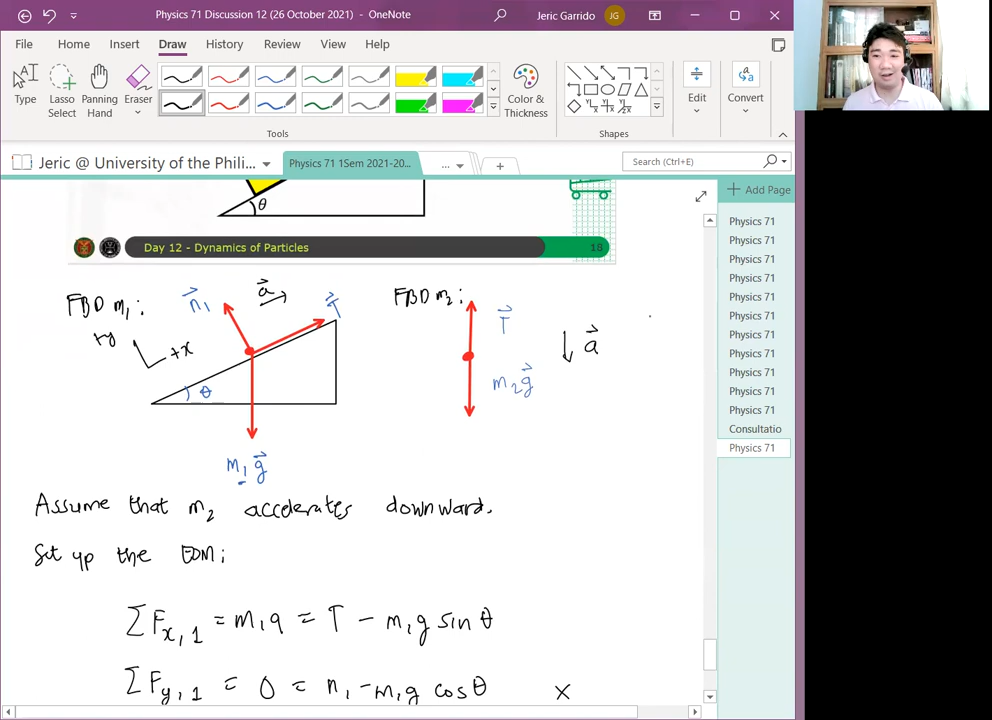 Physics 71 Discussion 12 (26 October 2021) - OneNote
Jeric Garrido
JG
File Home Insert Draw History Review View Help
Type
Lasso Select
Panning Hand
Eraser
Color & Thickness
Edit
Convert
Tools
Shapes
Jeric @ University of the Phili...
Physics 71 1Sem 2021-20...
...
Search (Ctrl+E)
Add Page
Physics 71
Physics 71
Physics 71
Physics 71
Physics 71
Physics 71
Physics 71
Physics 71
Physics 71
Physics 71
Physics 71
Consultatio
Physics 71
θ
Day 12 - Dynamics of Particles
18
FBD m₁:
n⃗₁
a⃗
T⃗
+y
+x
θ
m₁g⃗
FBD m₂:
T⃗
m₂g⃗
a⃗
Assume that m₂ accelerates downward.
Set up the EOM:
ΣFx,1 = m₁a = T - m₁g sinθ
ΣFy,1 = 0 = n₁ - m₁g cosθ
x